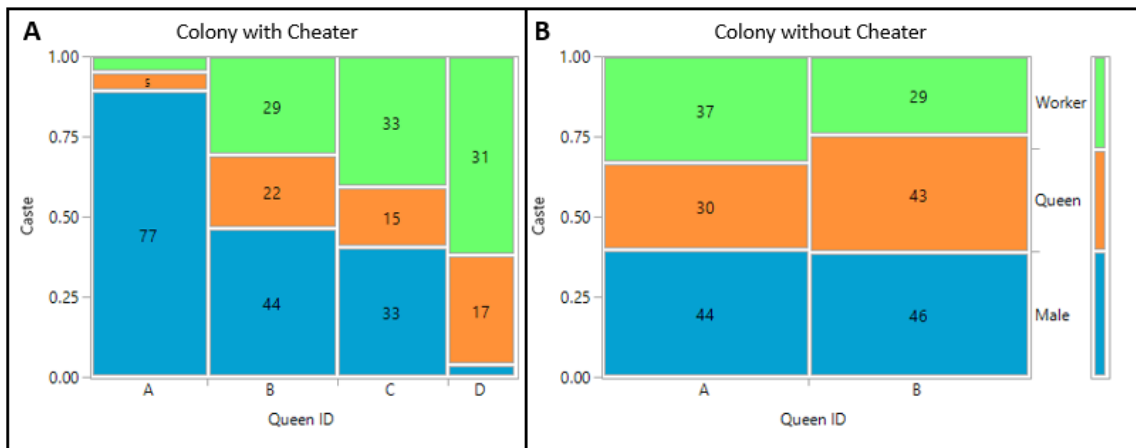 A
Colony with Cheater
1.00
0.75
0.50
0.25
0.00
Caste
5
77
29
22
44
33
15
33
31
17
A B C D
Queen ID
B
Colony without Cheater
1.00
0.75
0.50
0.25
0.00
Caste
37
30
44
29
43
46
Worker
Queen
Male
A B
Queen ID